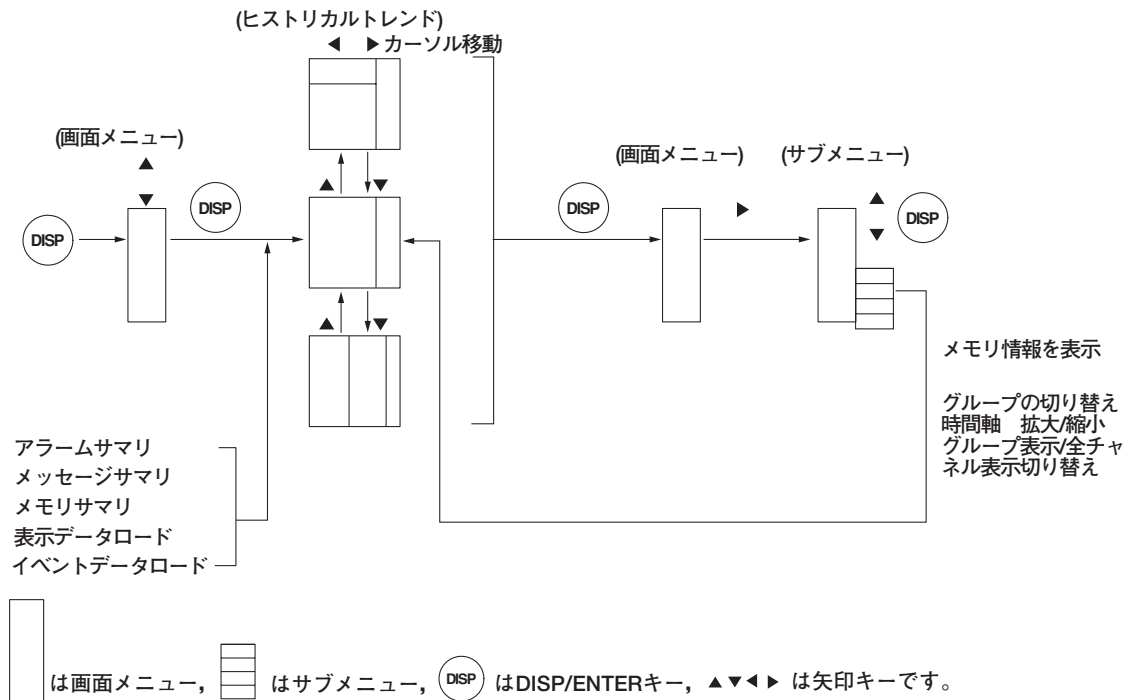 (ヒストリカルトレンド)
◀ ▶カーソル移動
(画面メニュー)
▲
▼
DISP
DISP
▲ ▼
▲ ▼
DISP
(画面メニュー)
▶
(サブメニュー)
▲
▼
DISP
メモリ情報を表示
グループの切り替え
時間軸　拡大/縮小
グループ表示/全チャ
ネル表示切り替え
アラームサマリ
メッセージサマリ
メモリサマリ
表示データロード
イベントデータロード
は画面メニュー， はサブメニュー， DISP はDISP/ENTERキー， ▲▼◀▶ は矢印キーです。